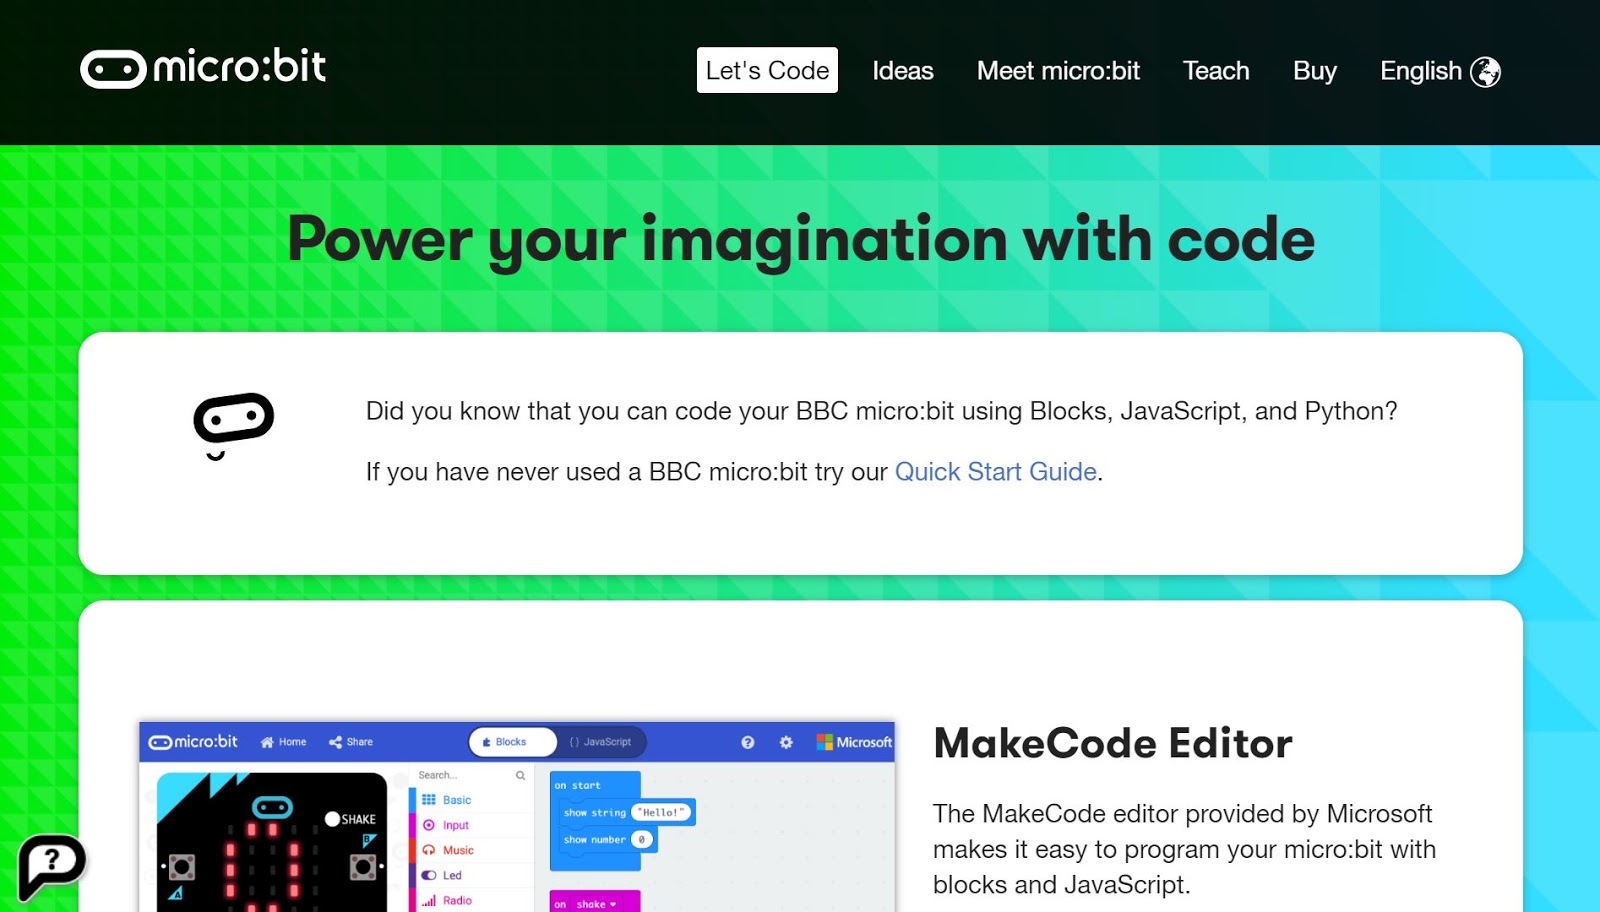 micro:bit
Let's Code
Ideas
Meet micro:bit
Teach
Buy
English
Power your imagination with code
Did you know that you can code your BBC micro:bit using Blocks, JavaScript, and Python?
If you have never used a BBC micro:bit try our Quick Start Guide.
micro:bit
Home
Share
Blocks
{ } JavaScript
?
Microsoft
SHAKE
B
A
Search...
Basic
Input
Music
Led
Radio
on start
show string "Hello!"
show number 0
on shake
MakeCode Editor
The MakeCode editor provided by Microsoft
makes it easy to program your micro:bit with
blocks and JavaScript.
?